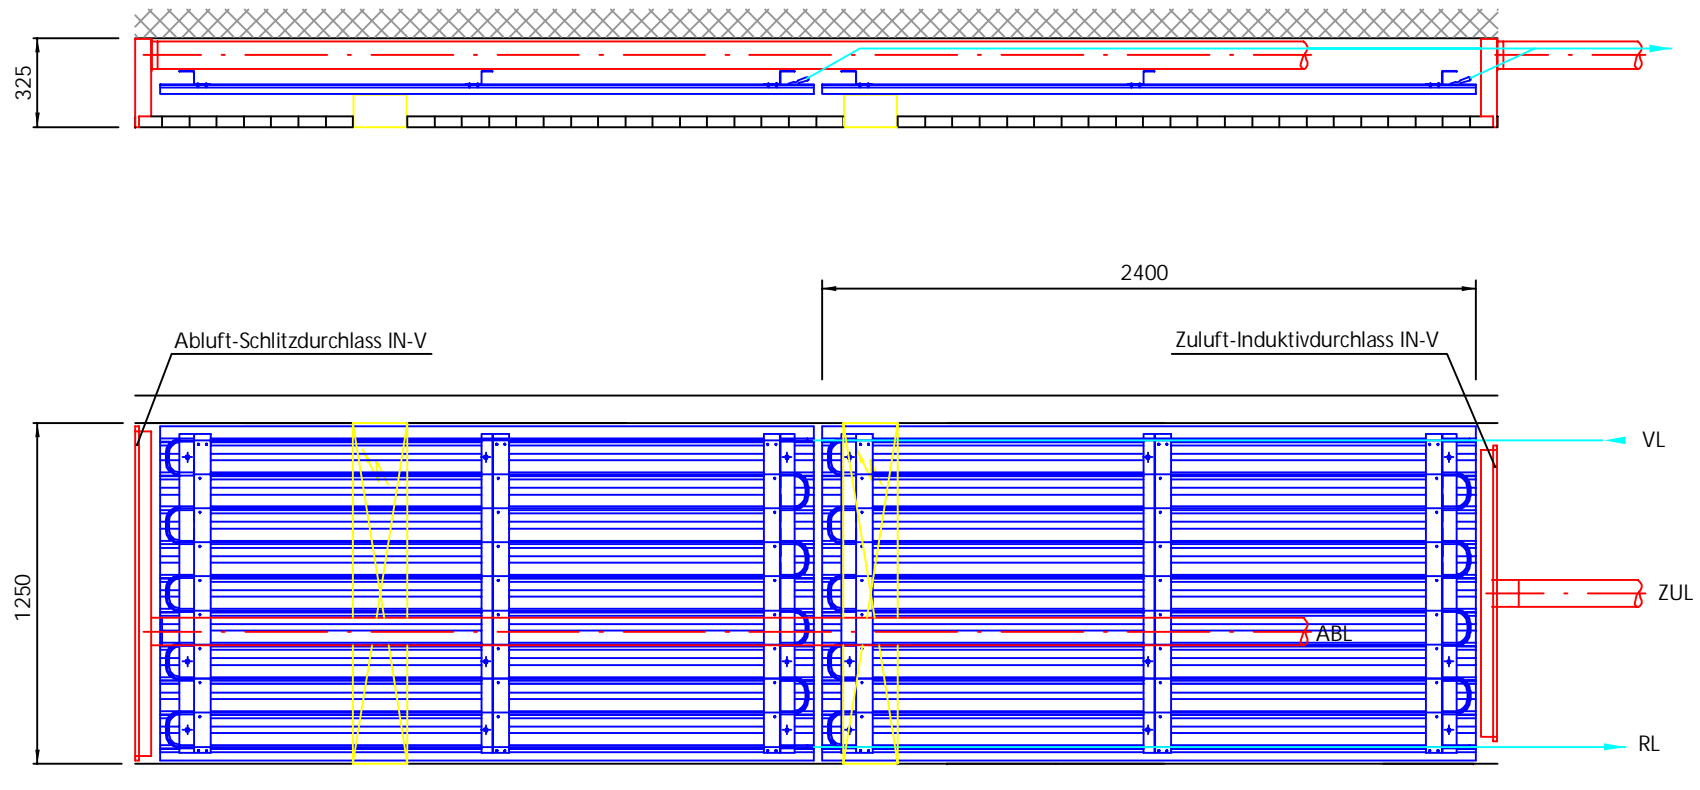 325
2400
Abluft-Schlitzdurchlass IN-V
Zuluft-Induktivdurchlass IN-V
VL
1250
ZUL
ABL
RL